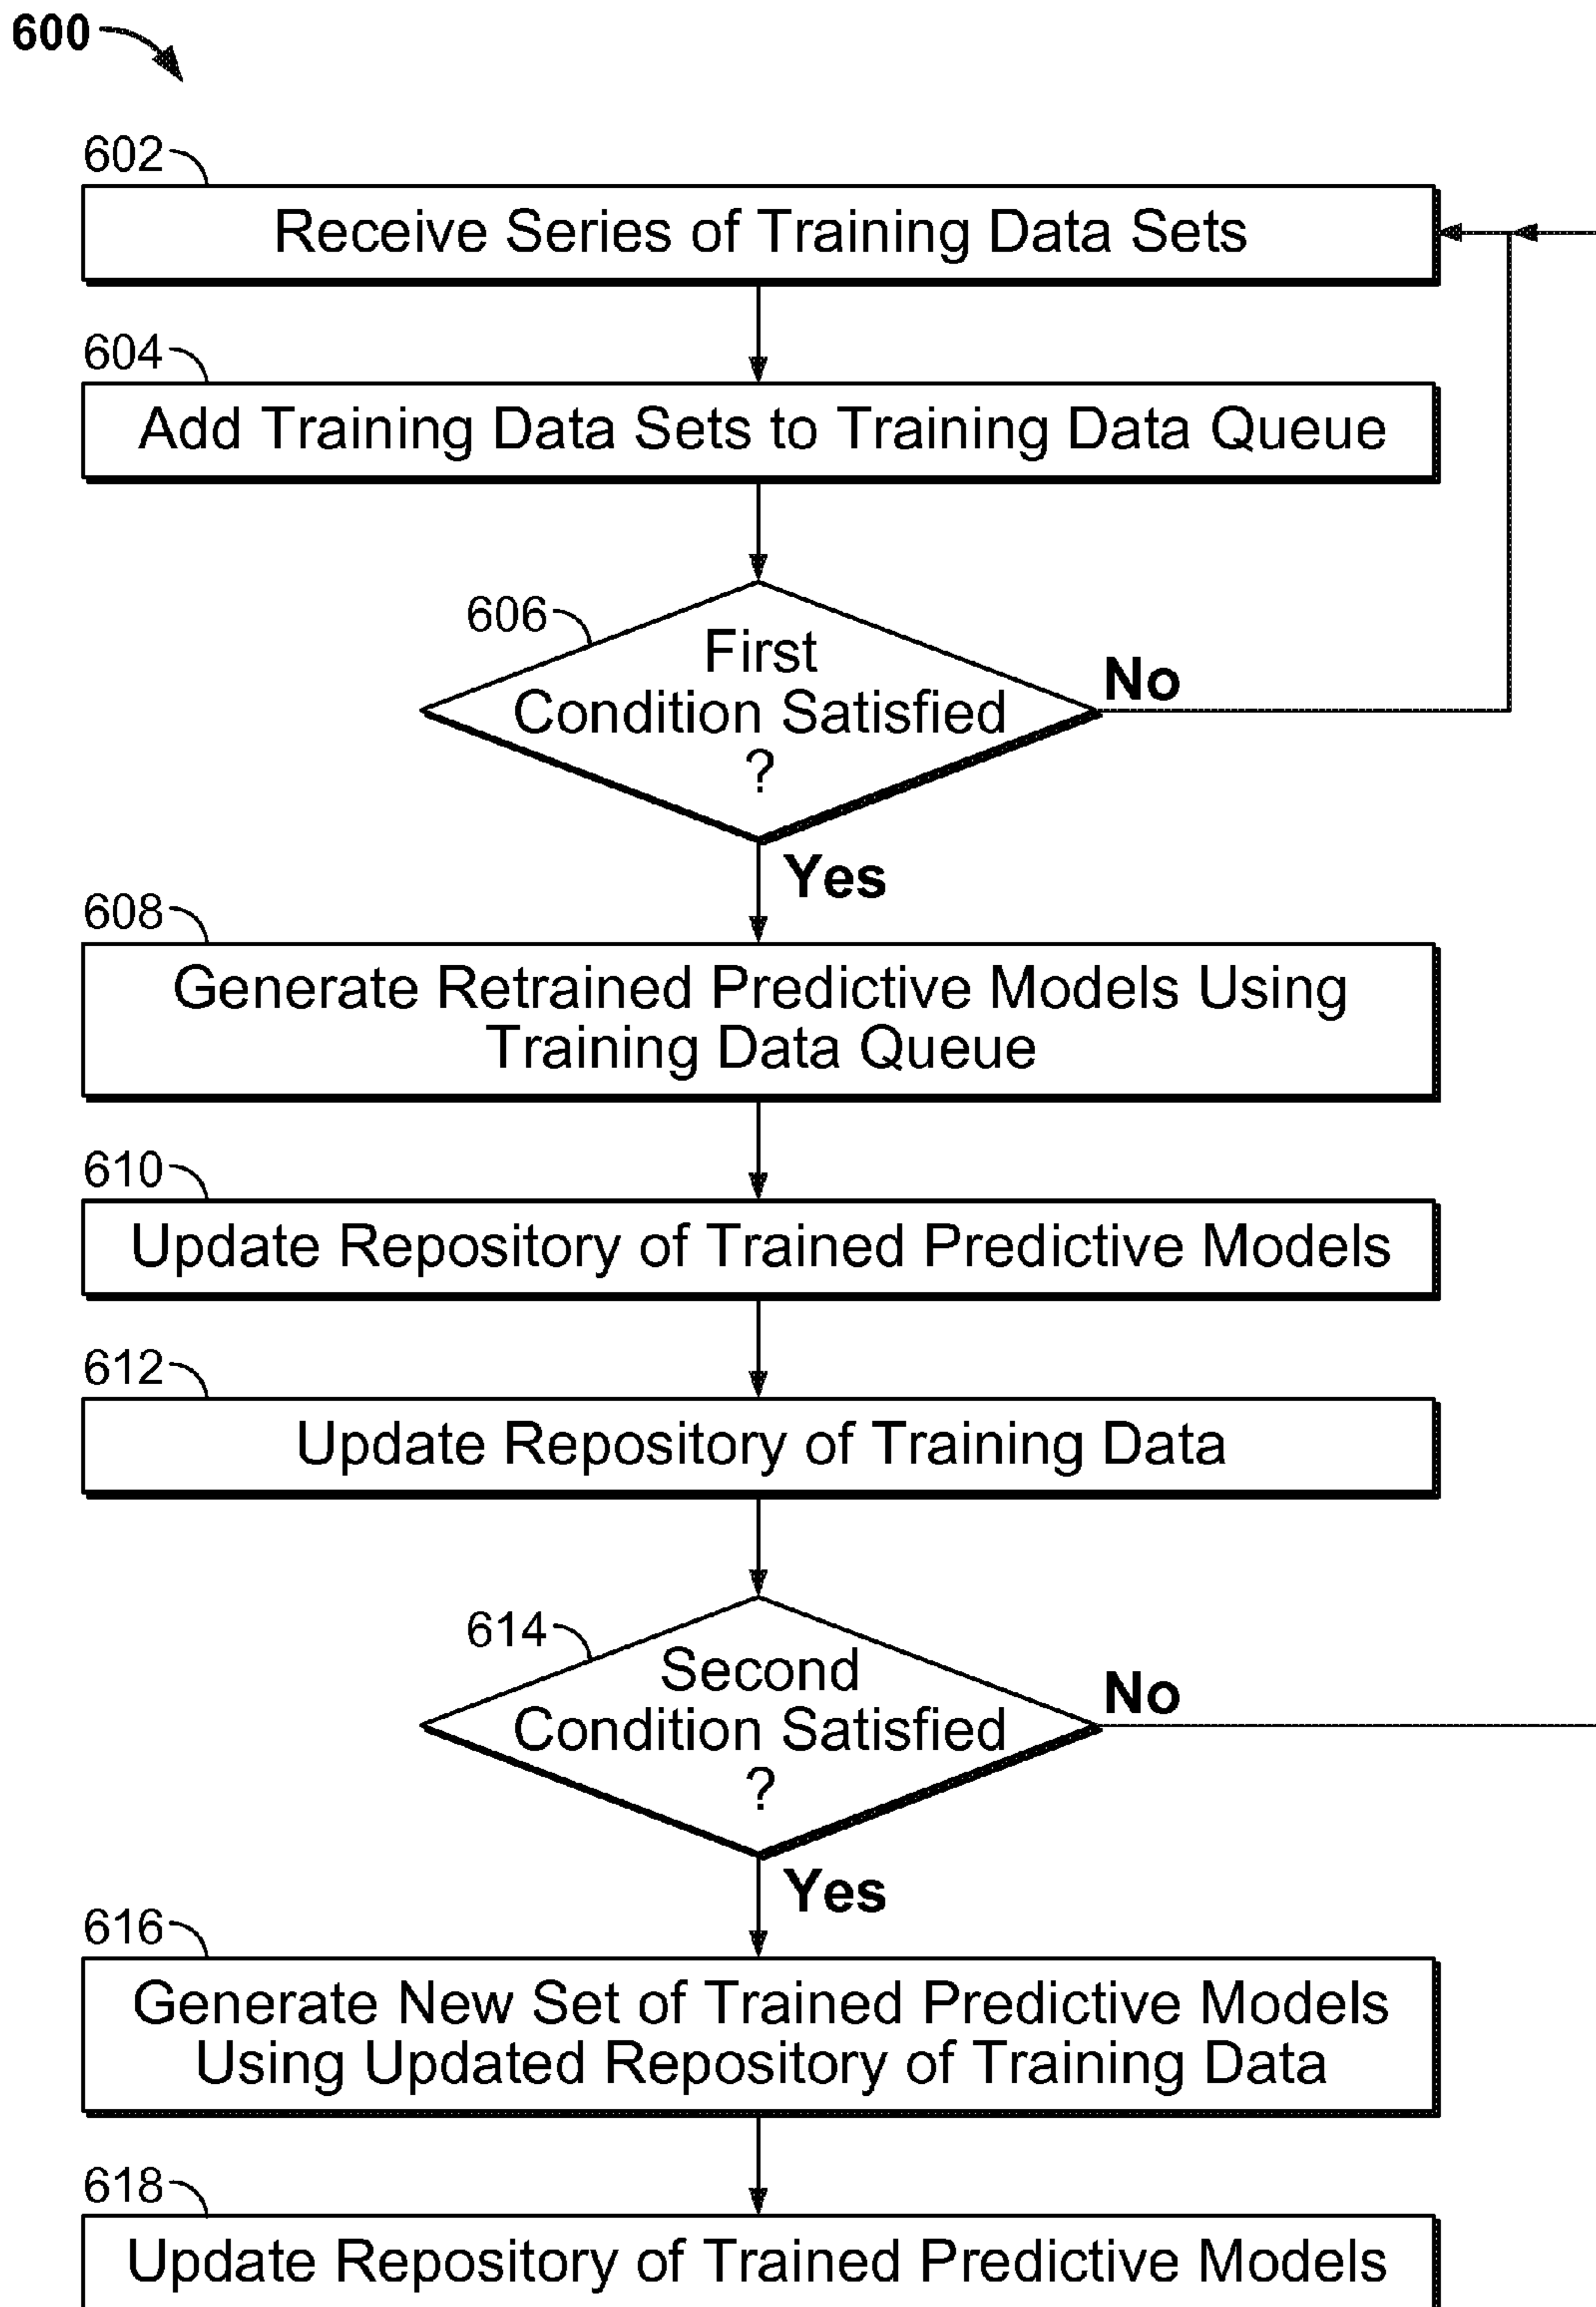 600
602
Receive Series of Training Data Sets
604
Add Training Data Sets to Training Data Queue
606
First
Condition Satisfied
?
No
Yes
608
Generate Retrained Predictive Models Using
Training Data Queue
610
Update Repository of Trained Predictive Models
612
Update Repository of Training Data
614
Second
Condition Satisfied
?
No
Yes
616
Generate New Set of Trained Predictive Models
Using Updated Repository of Training Data
618
Update Repository of Trained Predictive Models